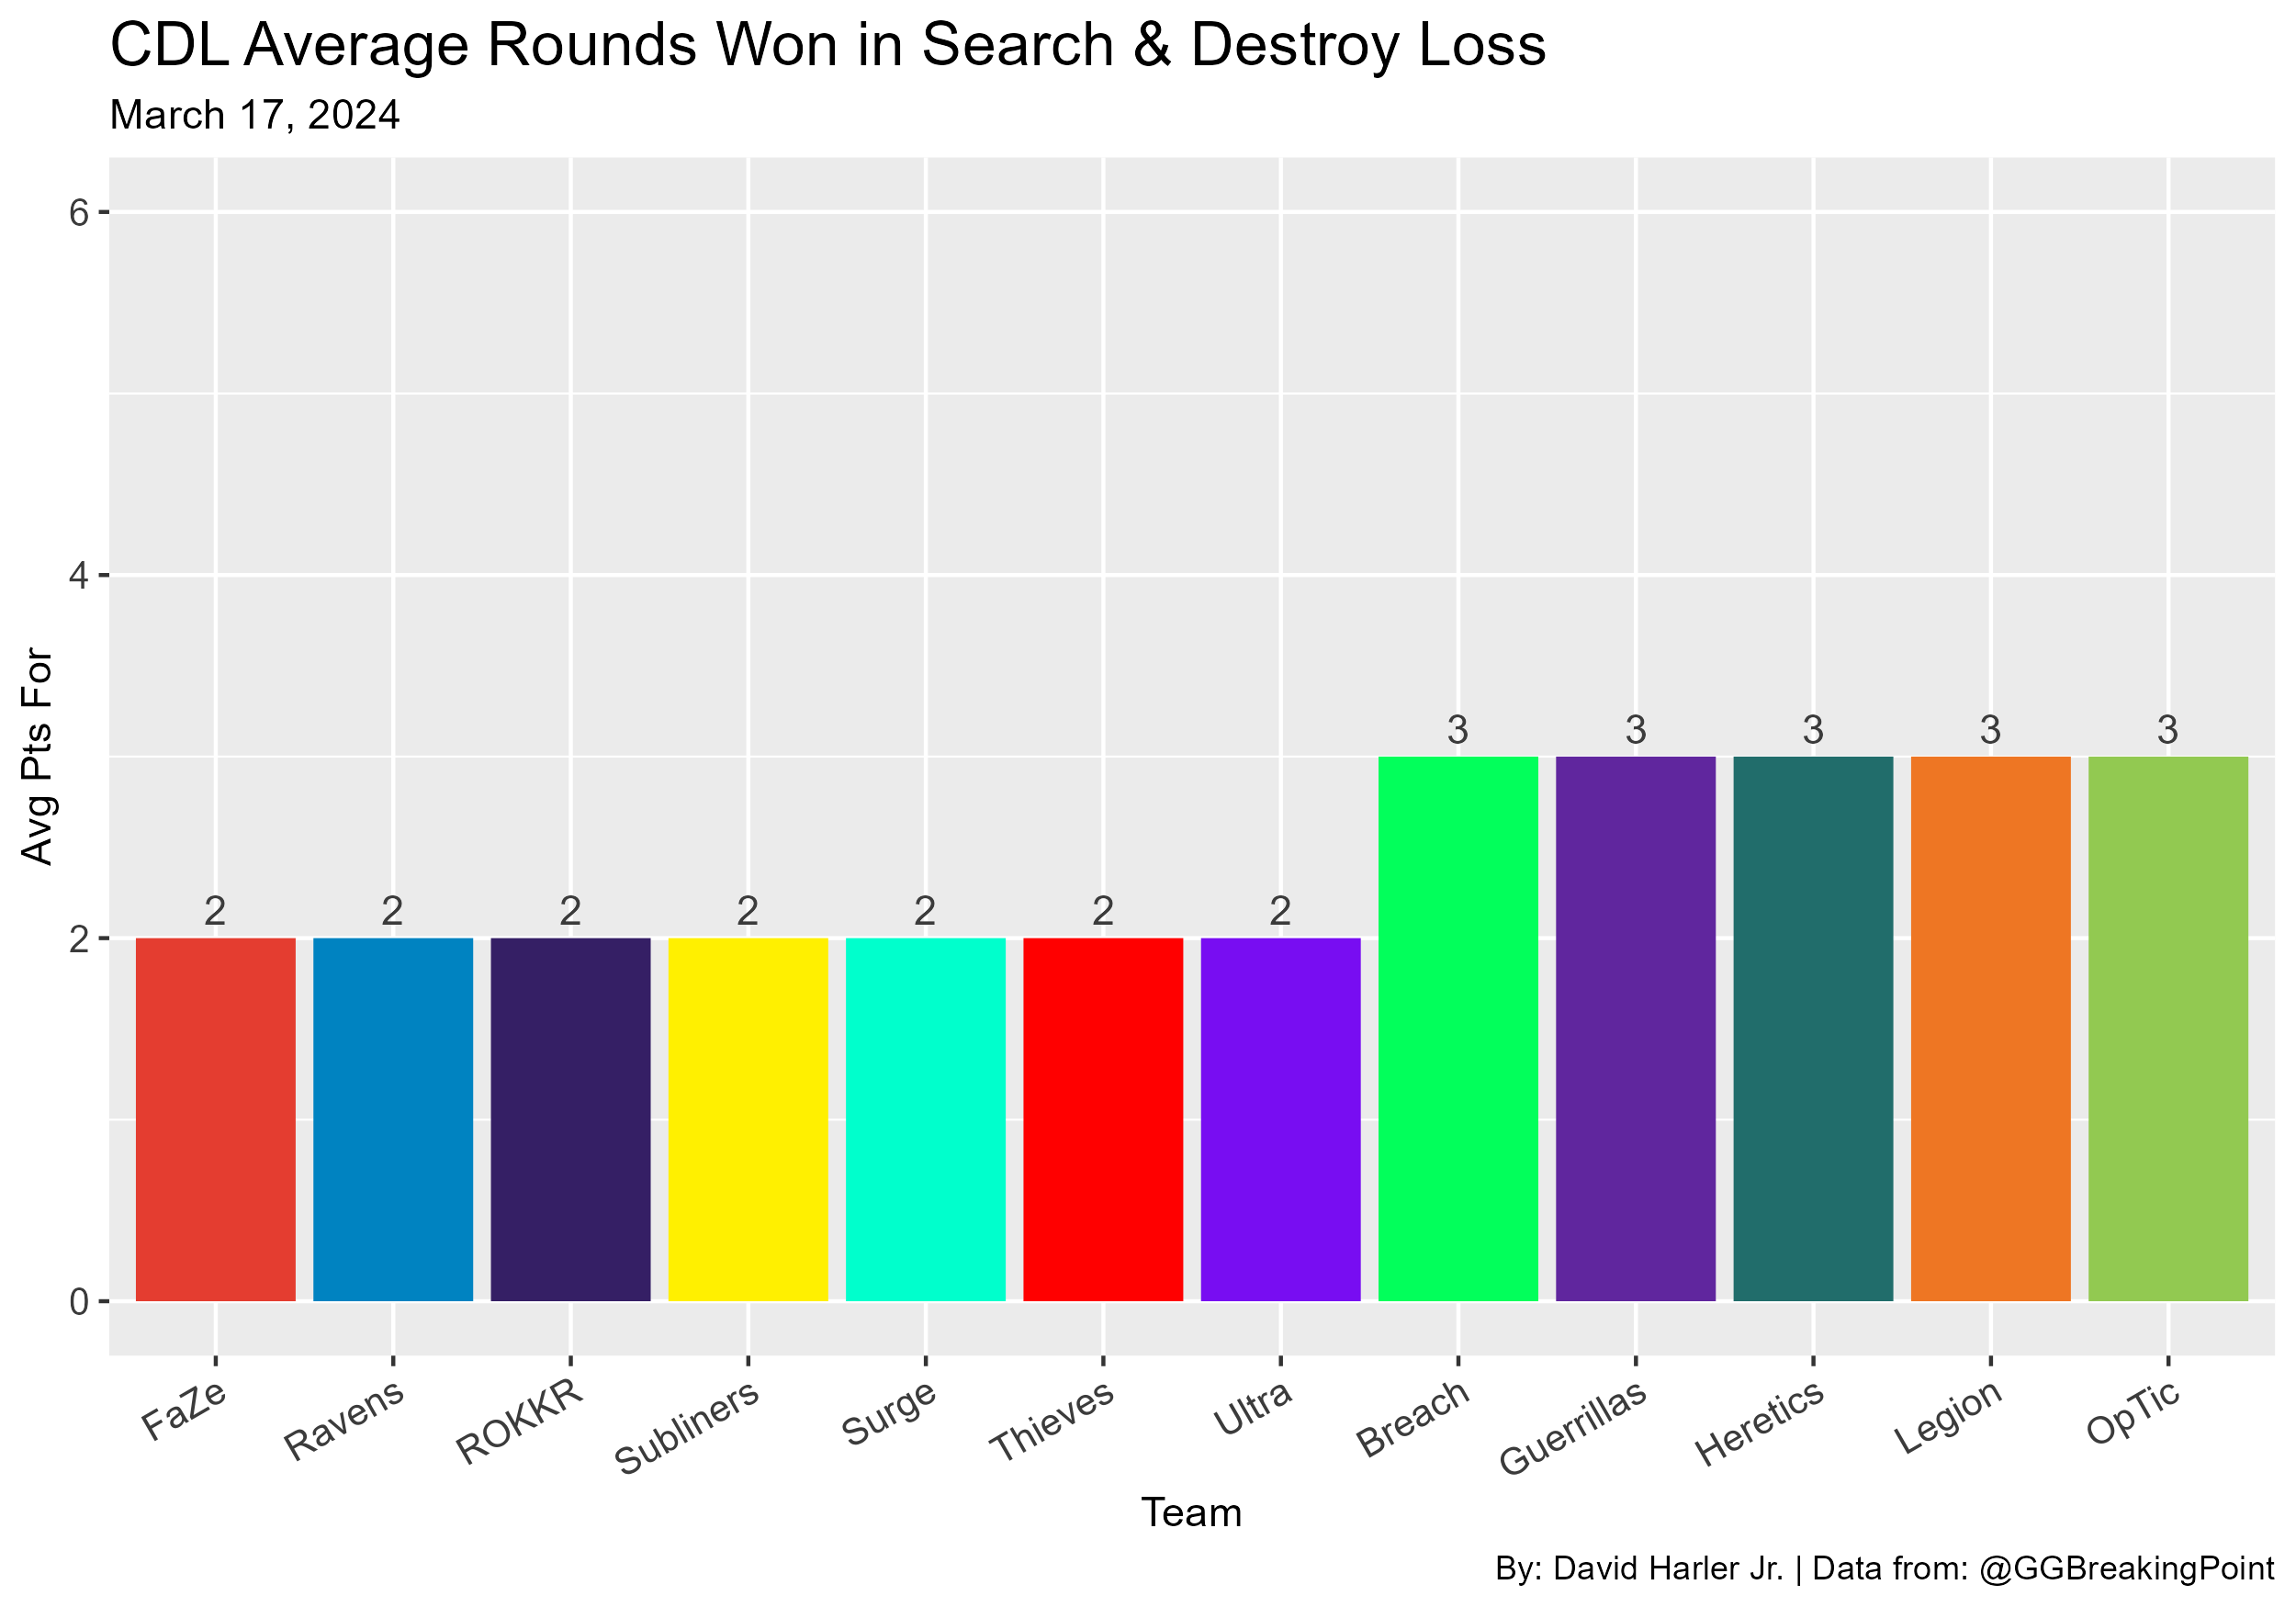 CDL Average Rounds Won in Search & Destroy Loss
March 17, 2024
Avg Pts For
6
4
2
0
2 2 2 2 2 2 2 3 3 3 3 3
FaZe Ravens ROKKR Subliners Surge Thieves Ultra Breach Guerrillas Heretics Legion OpTic
Team
By: David Harler Jr. | Data from: @GGBreakingPoint